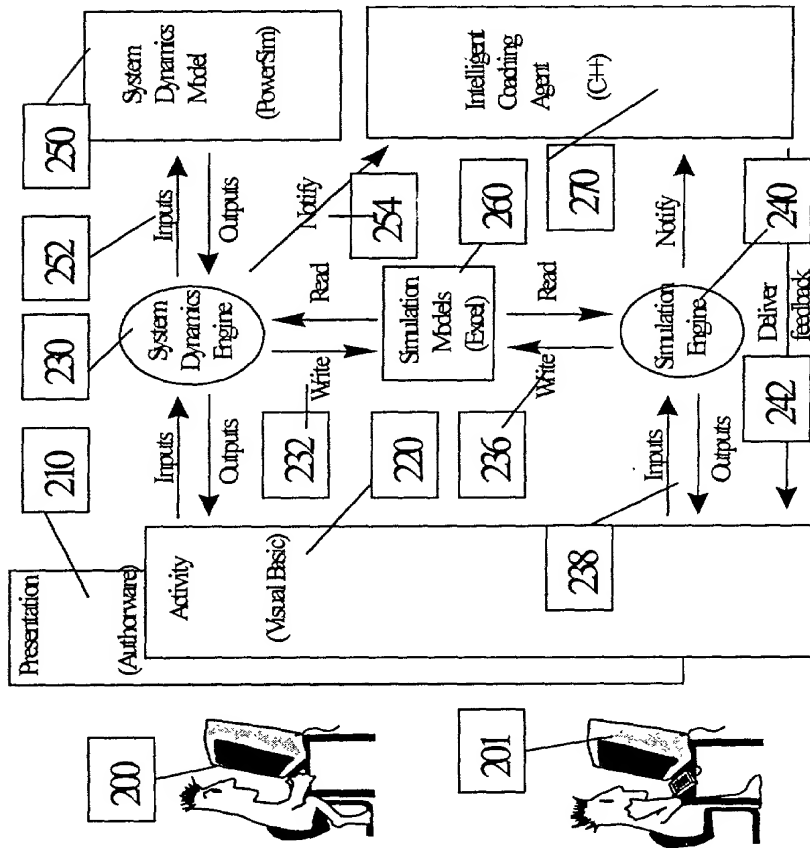 Presentation
(Authorware)
Activity
(Visual Basic)
210
230
252
250
Inputs
Outputs
System
Dynamics
Engine
Inputs
Outputs
System
Dynamics
Model
(PowerSim)
232
Write
Read
Notify
254
220
Simulation
Models
(Excel)
260
Intelligent
Coaching
Agent
(C++)
236
Write
Read
270
238
Inputs
Outputs
Simulation
Engine
Notify
240
242
Deliver
feedback
200
201